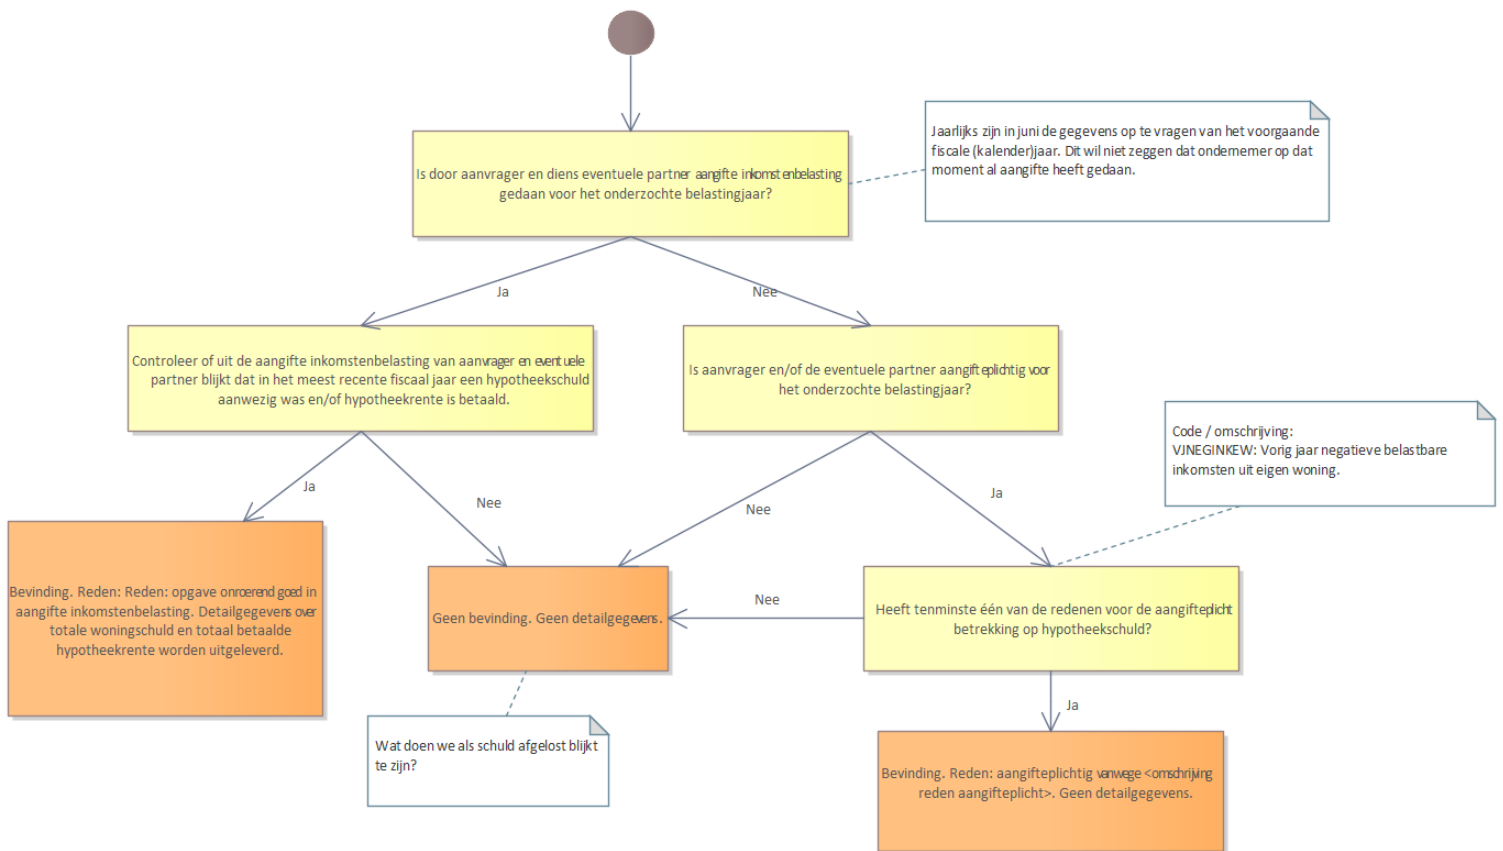 Jaarlijks zijn in juni de gegevens op te vragen van het voorgaande
fiscale (kalender)jaar. Dit wil niet zeggen dat ondernemer op dat
moment al aangifte heeft gedaan.
Is door aanvrager en diens eventuele partner aangifte inkomstenbelasting
gedaan voor het onderzochte belastingjaar?
Ja
Nee
Controleer of uit de aangifte inkomstenbelasting van aanvrager en eventuele
partner blijkt dat in het meest recente fiscaal jaar een hypotheekschuld
aanwezig was en/of hypotheekrente is betaald.
Is aanvrager en/of de eventuele partner aangifteplichtig voor
het onderzochte belastingjaar?
Code / omschrijving:
VJNEGINKEW: Vorig jaar negatieve belastbare
inkomsten uit eigen woning.
Ja
Nee
Nee
Ja
Bevinding. Reden: Reden: opgave onroerend goed in
aangifte inkomstenbelasting. Detailgegevens over
totale woningschuld en totaal betaalde
hypotheekrente worden uitgeleverd.
Geen bevinding. Geen detailgegevens.
Nee
Heeft tenminste één van de redenen voor de aangifteplicht
betrekking op hypotheekschuld?
Ja
Wat doen we als schuld afgelost blijkt
te zijn?
Bevinding. Reden: aangifteplichtig vanwege <omschrijving
reden aangifteplicht>. Geen detailgegevens.